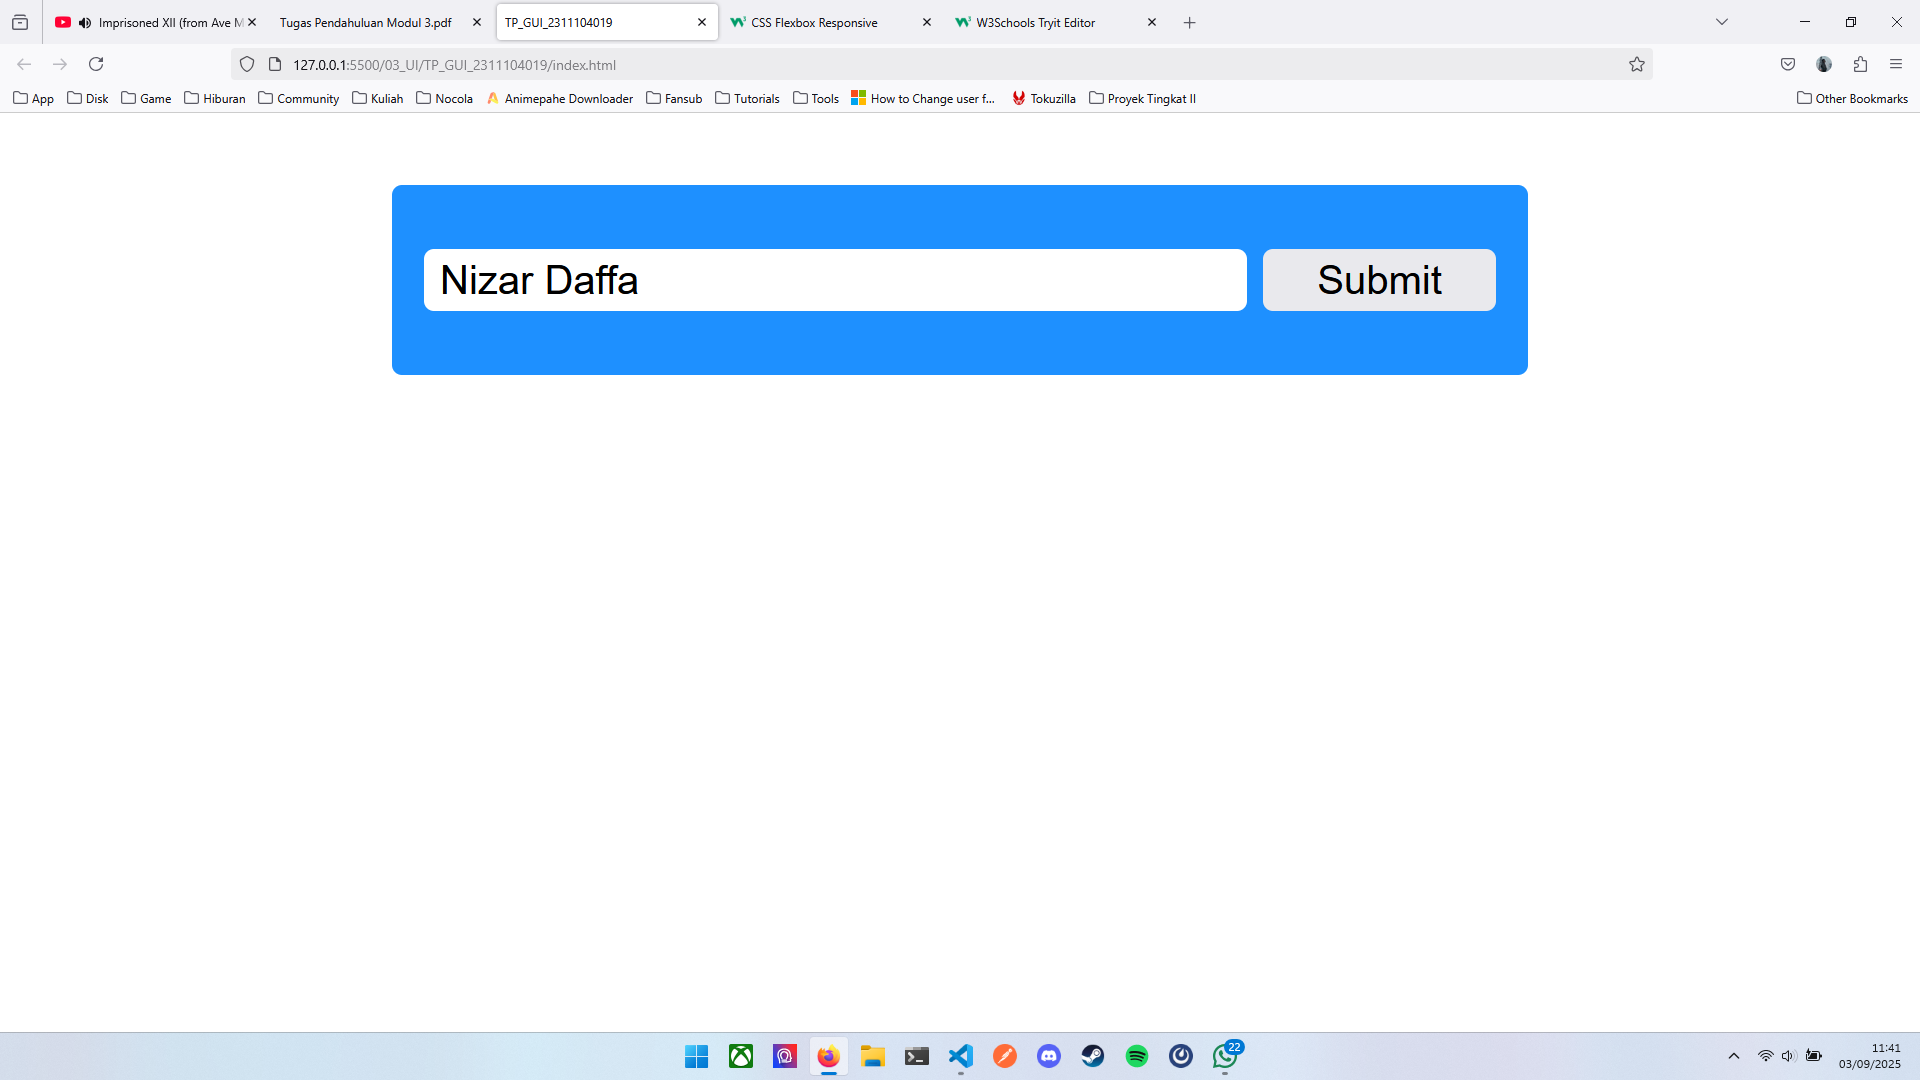 Imprisoned XII (from Ave M
Tugas Pendahuluan Modul 3.pdf
TP_GUI_2311104019
CSS Flexbox Responsive
W3Schools Tryit Editor
127.0.0.1:5500/03_UI/TP_GUI_2311104019/index.html
App
Disk
Game
Hiburan
Community
Kuliah
Nocola
Animepahe Downloader
Fansub
Tutorials
Tools
How to Change user f...
Tokuzilla
Proyek Tingkat II
Other Bookmarks
Nizar Daffa
Submit
22
11:41
03/09/2025